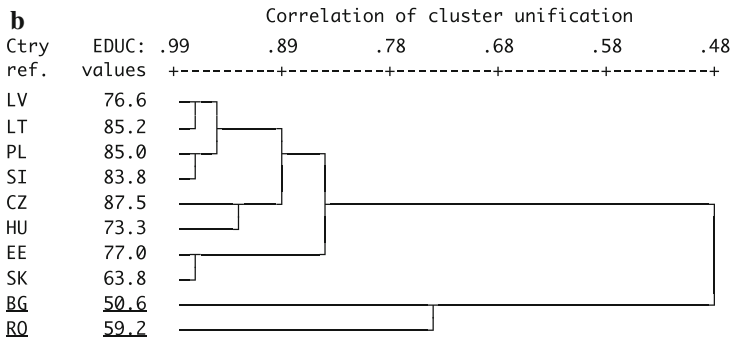 b
Correlation of cluster unification
Ctry EDUC: .99 .89 .78 .68 .58 .48
ref. values +---------+---------+---------+---------+---------+
LV 76.6
LT 85.2
PL 85.0
SI 83.8
CZ 87.5
HU 73.3
EE 77.0
SK 63.8
BG 50.6
RO 59.2